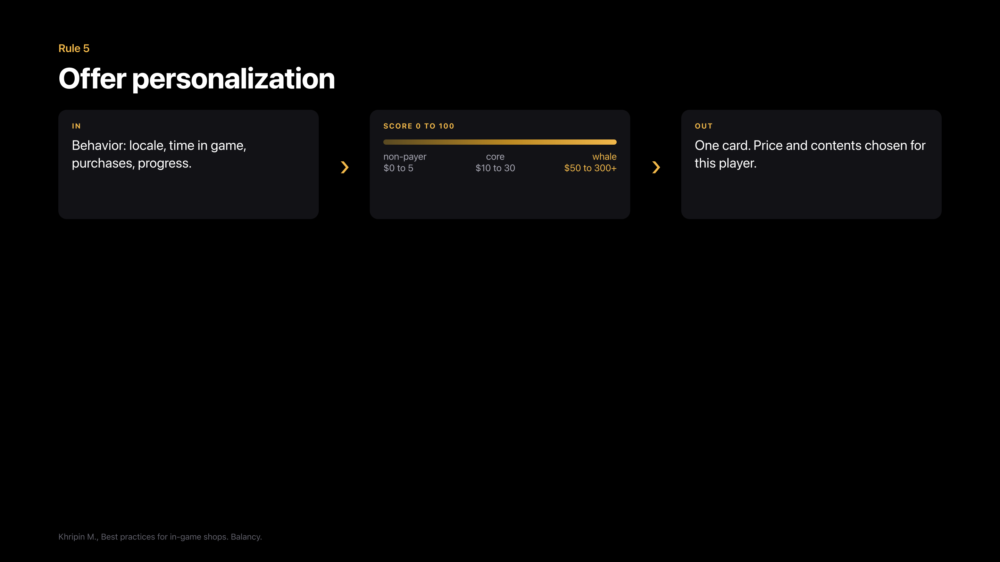 Rule 5
Offer personalization
IN
Behavior: locale, time in game,
purchases, progress.
›
SCORE 0 TO 100
non-payer
$0 to 5
core
$10 to 30
whale
$50 to 300+
›
OUT
One card. Price and contents chosen for
this player.
Khripin M., Best practices for in-game shops. Balancy.